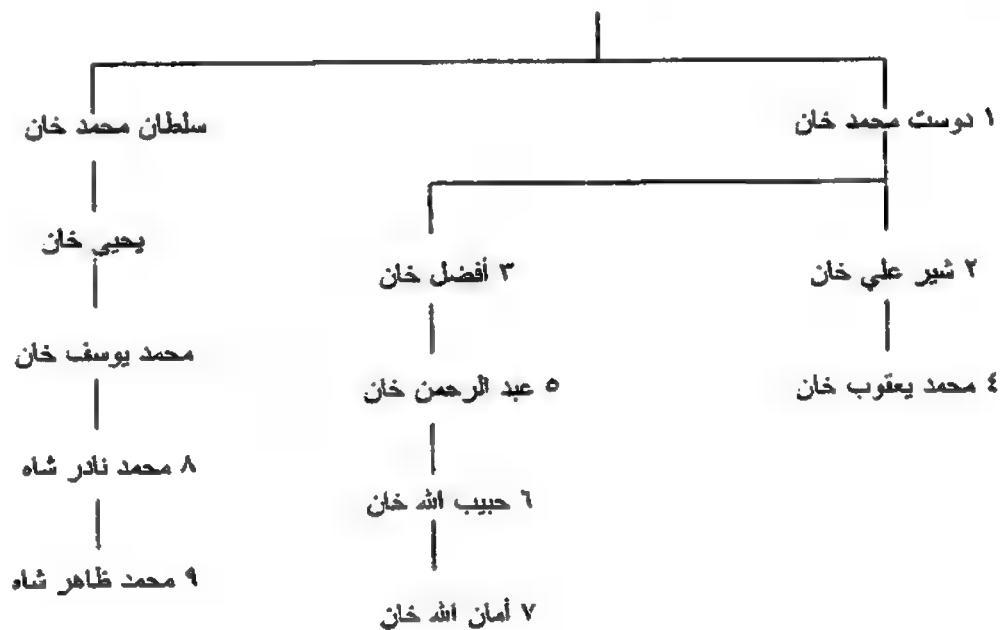 ١ دوست محمد خان
سلطان محمد خان
يحيي خان
٢ شير علي خان
٣ أفضل خان
محمد يوسف خان
٤ محمد يعقوب خان
٥ عبد الرحمن خان
٨ محمد نادر شاه
٦ حبيب الله خان
٩ محمد ظاهر شاه
٧ أمان الله خان